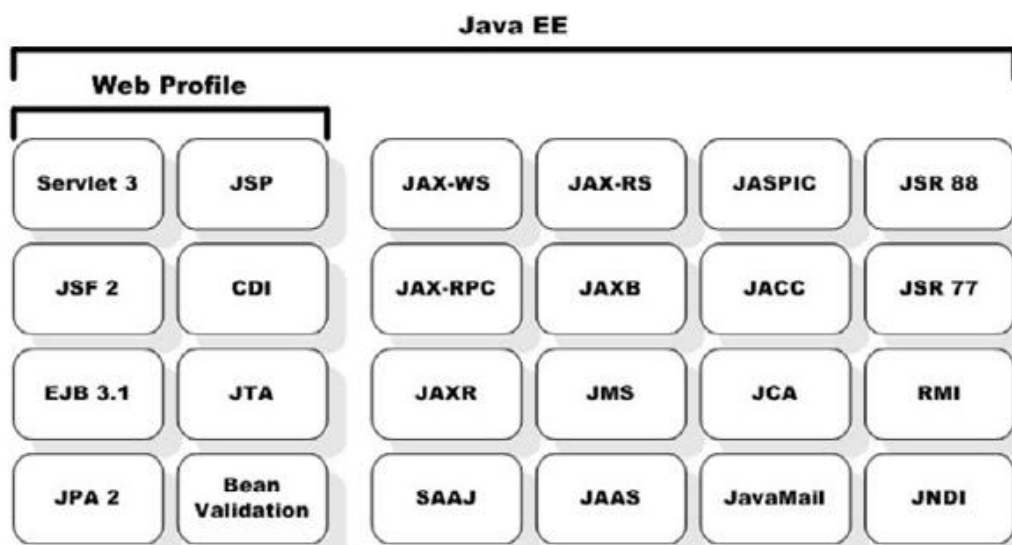 Java EE
Web Profile
Servlet 3
JSP
JAX-WS
JAX-RS
JASPIC
JSR 88
JSF 2
CDI
JAX-RPC
JAXB
JACC
JSR 77
EJB 3.1
JTA
JAXR
JMS
JCA
RMI
JPA 2
Bean
Validation
SAAJ
JAAS
JavaMail
JNDI